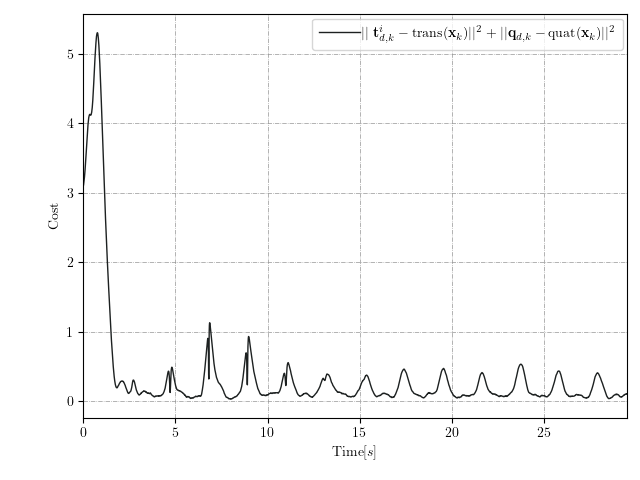 || t^i_{d,k} − trans(x_k)||² + ||q_{d,k} − quat(x_k)||²
5
4
3
2
1
0
Cost
0 5 10 15 20 25
Time[s]